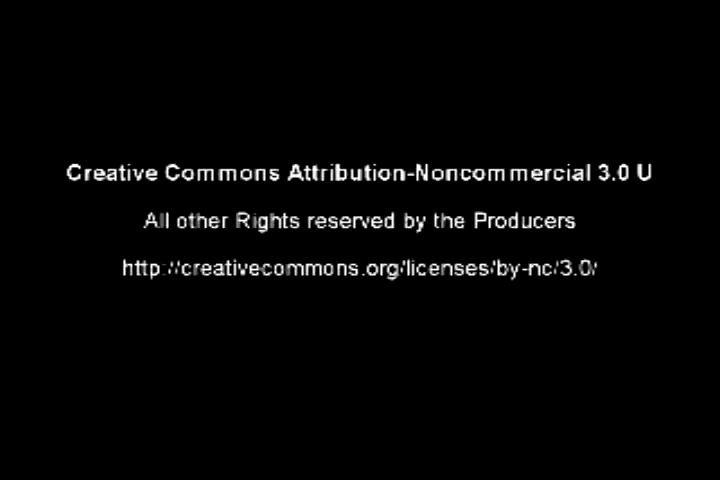 Creative Commons Attribution-Noncommercial 3.0 U
All other Rights reserved by the Producers
http://creativecommons.org/licenses/by-nc/3.0/